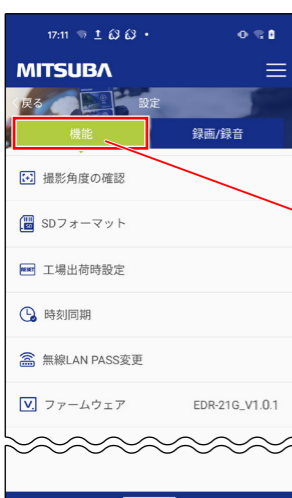 17:11
MITSUBA
戻る 設定
機能 録画/録音
撮影角度の確認
SDフォーマット
工場出荷時設定
時刻同期
無線LAN PASS変更
ファームウェア EDR-21G_V1.0.1